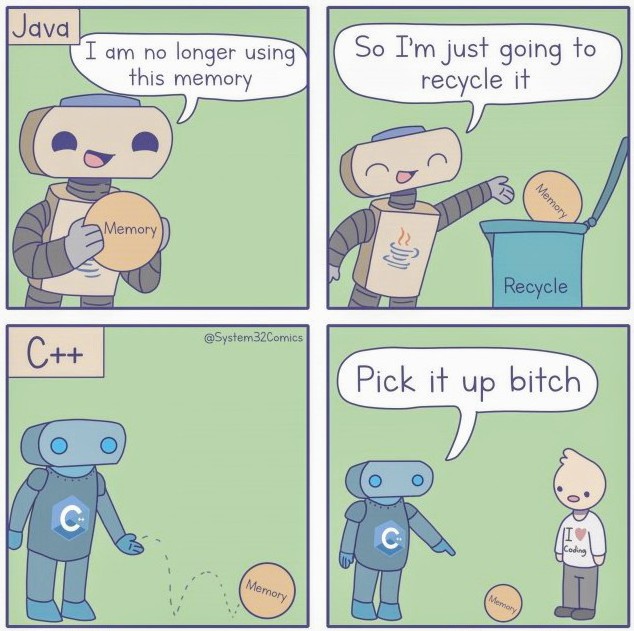 Java
I am no longer using
this memory
Memory
So I'm just going to
recycle it
Memory
Recycle
C++
@System32Comics
C++
Memory
Pick it up bitch
C++
I ♥
Coding
Memory